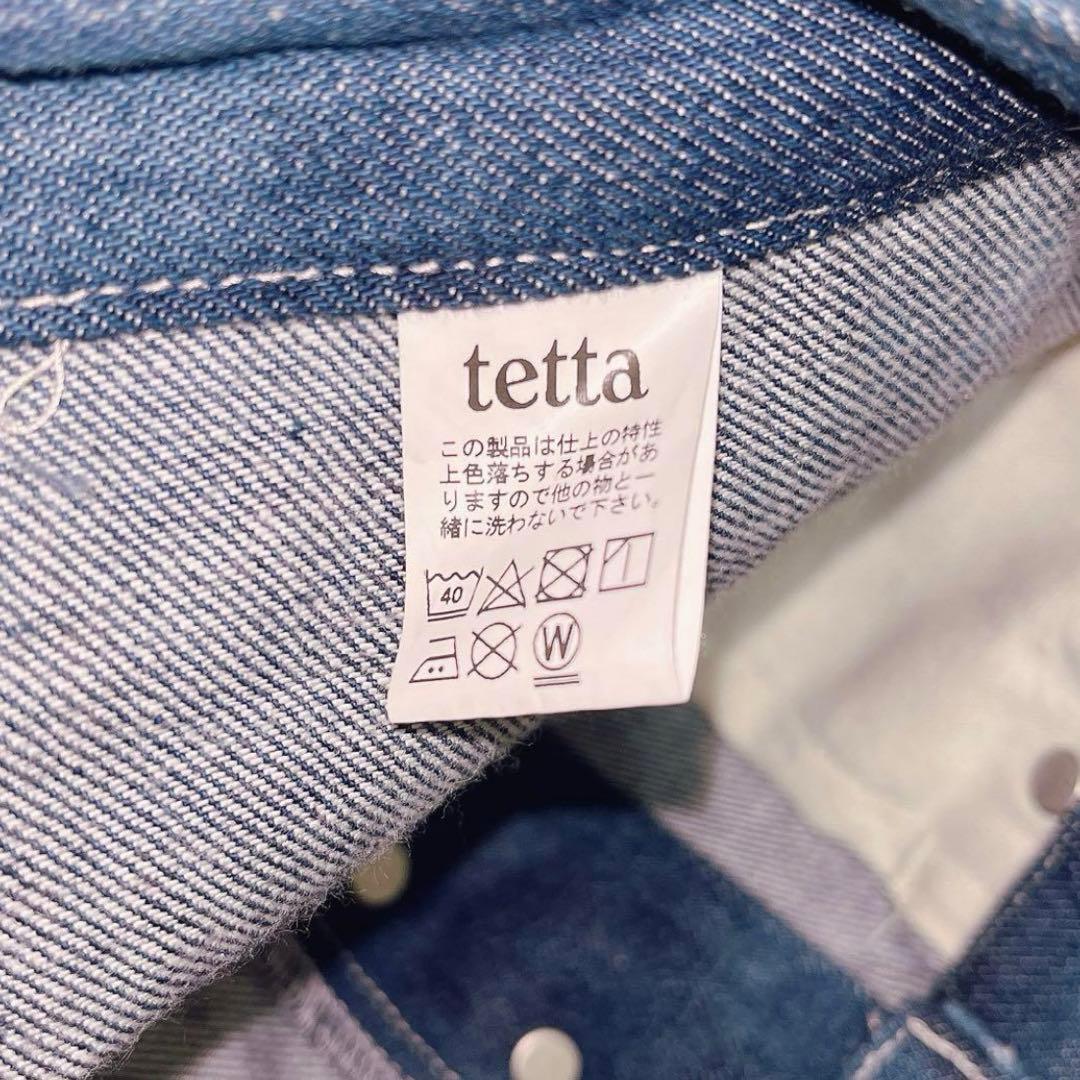 tetta
この製品は仕上の特性
上色落ちする場合があ
りますので他の物と一
緒に洗わないで下さい。
40
W